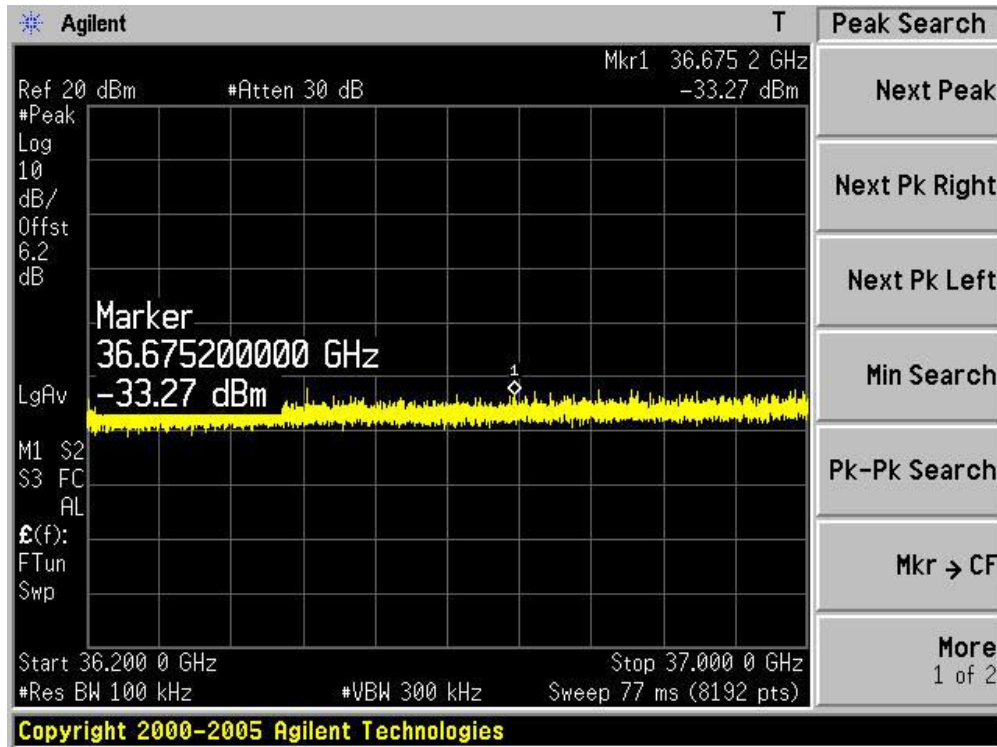 Agilent T Peak Search
Mkr1 36.675 2 GHz
Ref 20 dBm #Atten 30 dB -33.27 dBm
#Peak
Log
10
dB/
Offst
6.2
dB
Marker
36.675200000 GHz
-33.27 dBm
1
LgAv
M1 S2
S3 FC
AL
£(f):
FTun
Swp
Start 36.200 0 GHz Stop 37.000 0 GHz
#Res BW 100 kHz #VBW 300 kHz Sweep 77 ms (8192 pts)
Copyright 2000-2005 Agilent Technologies
Next Peak
Next Pk Right
Next Pk Left
Min Search
Pk-Pk Search
Mkr → CF
More
1 of 2